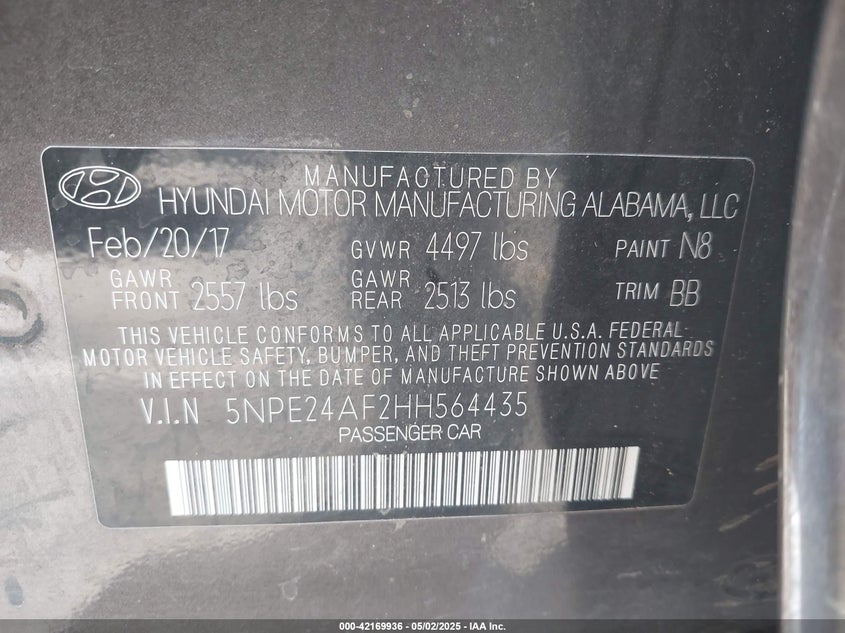 MANUFACTURED BY
HYUNDAI MOTOR MANUFACTURING ALABAMA, LLC
Feb/20/17 GVWR 4497 lbs PAINT N8
GAWR FRONT 2557 lbs GAWR REAR 2513 lbs TRIM BB
THIS VEHICLE CONFORMS TO ALL APPLICABLE U.S.A. FEDERAL
MOTOR VEHICLE SAFETY, BUMPER, AND THEFT PREVENTION STANDARDS
IN EFFECT ON THE DATE OF MANUFACTURE SHOWN ABOVE
V.I.N 5NPE24AF2HH564435
PASSENGER CAR
000-42169936 - 05/02/2025 - IAA Inc.